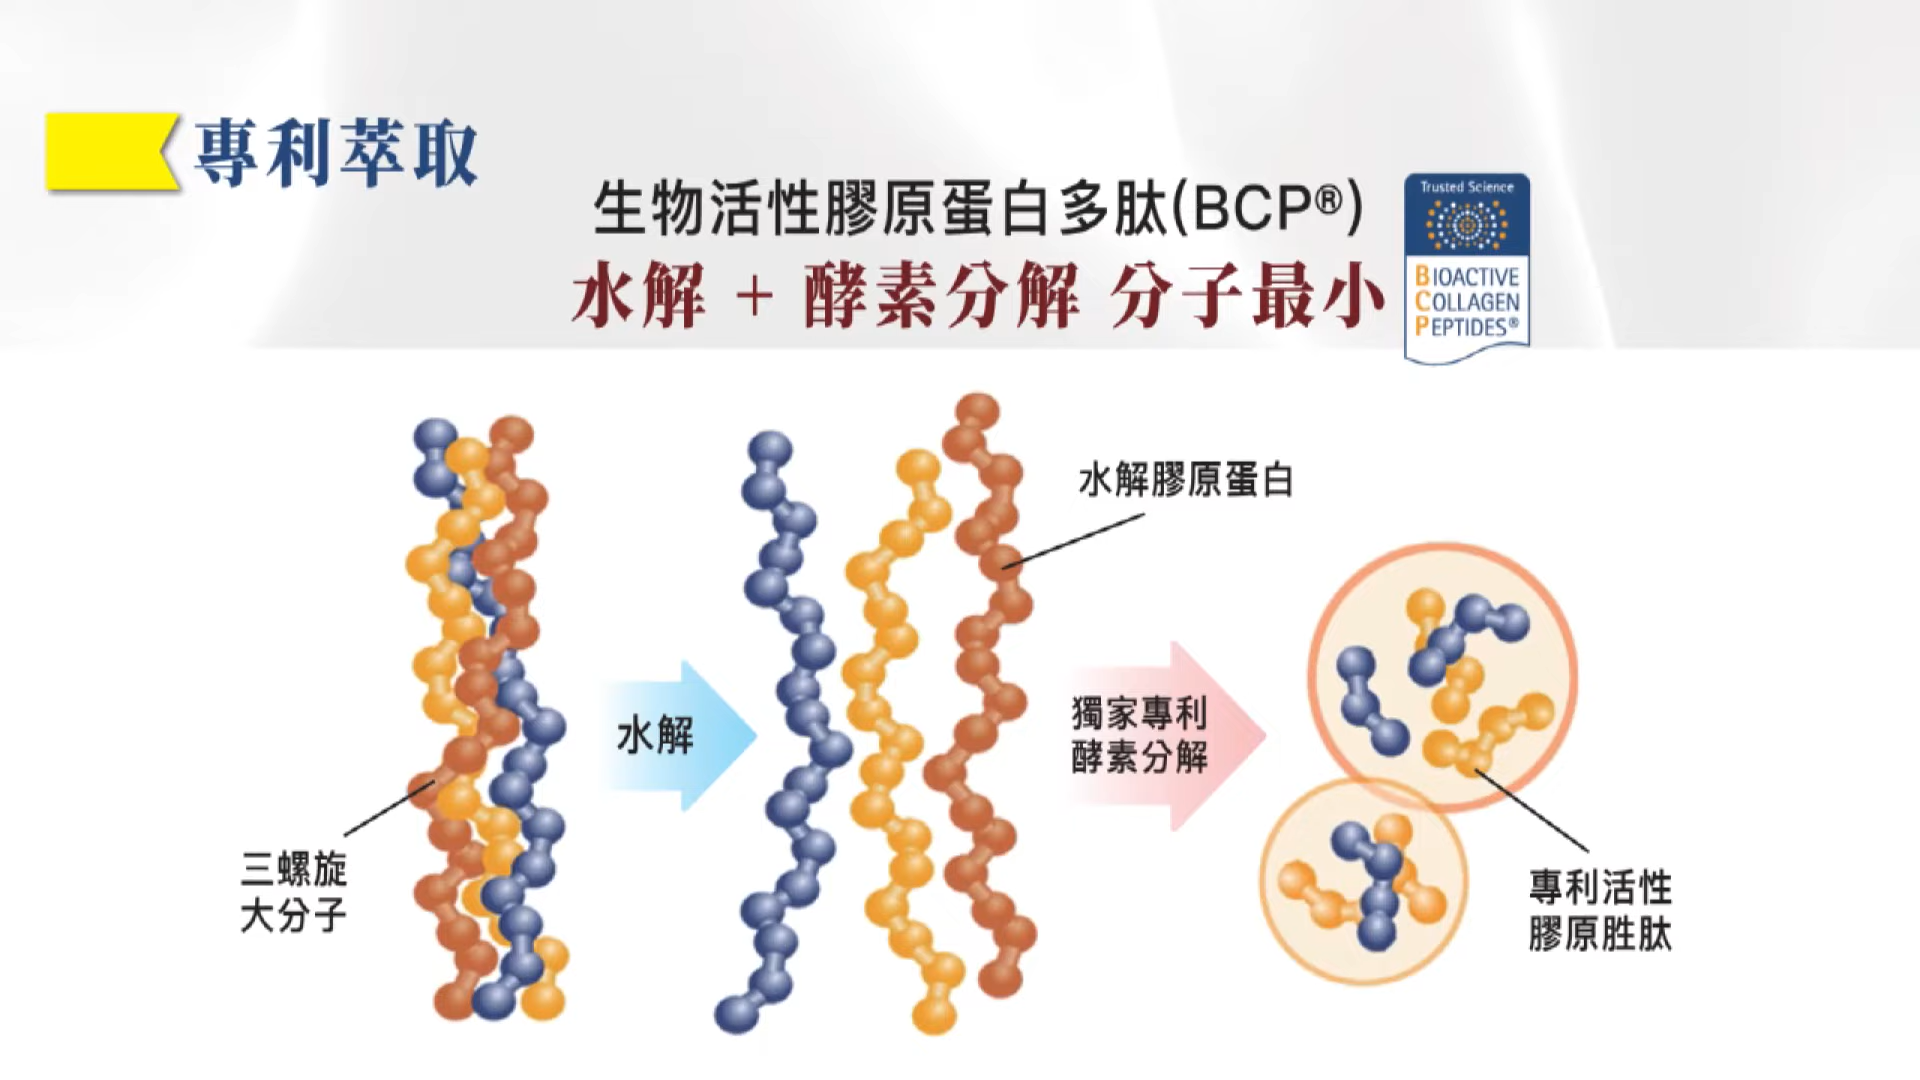 專利萃取
生物活性膠原蛋白多肽(BCP®)
水解 + 酵素分解 分子最小
Trusted Science
BIOACTIVE
COLLAGEN
PEPTIDES®
水解膠原蛋白
水解
獨家專利
酵素分解
三螺旋
大分子
專利活性
膠原胜肽